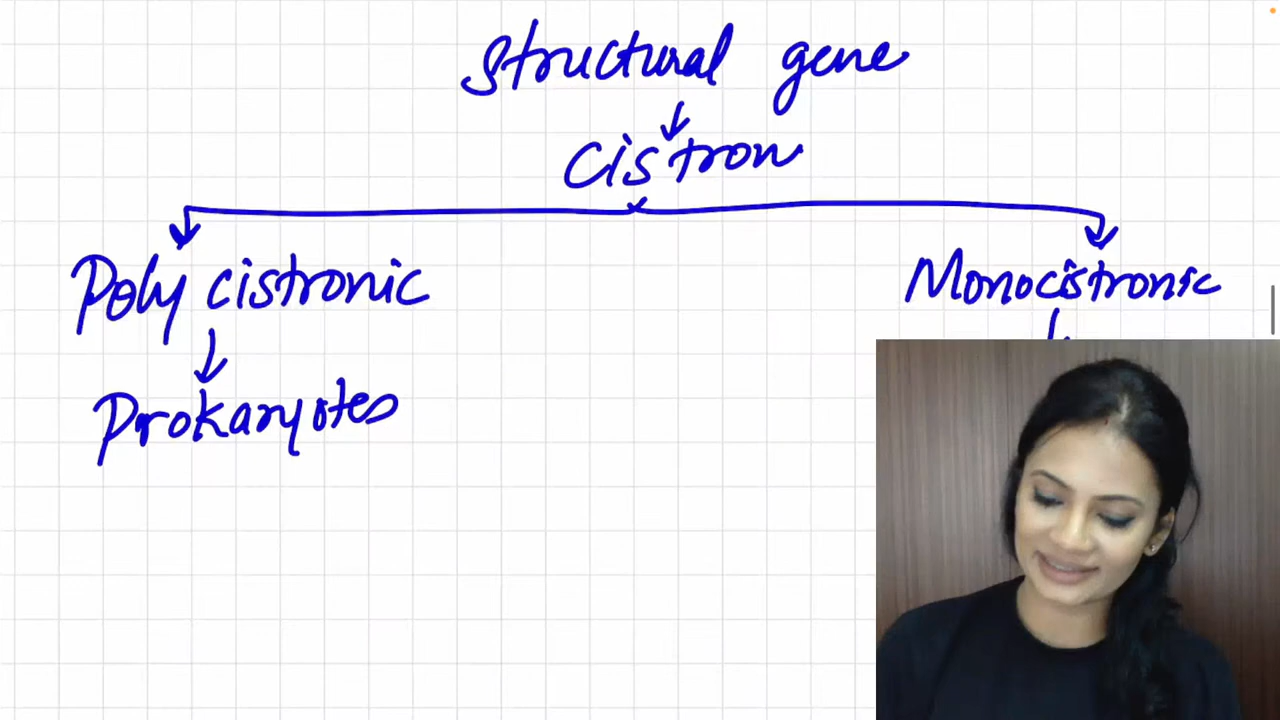 Structural gene
Cistron
Poly cistronic
Monocistronic
Prokaryotes